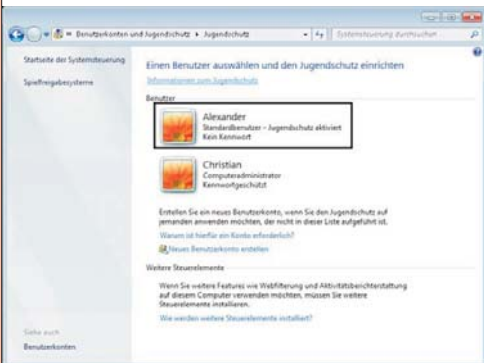 Benutzerkonten und Jugendschutz ▸ Jugendschutz
Systemsteuerung durchsuchen
Startseite der Systemsteuerung
Spielfreigabesysteme
Einen Benutzer auswählen und den Jugendschutz einrichten
Informationen zum Jugendschutz
Benutzer
Alexander
Standardbenutzer - Jugendschutz aktiviert
Kein Kennwort
Christian
Computeradministrator
Kennwortgeschützt
Erstellen Sie ein neues Benutzerkonto, wenn Sie den Jugendschutz auf
jemanden anwenden möchten, der nicht in dieser Liste aufgeführt ist.
Warum ist hierfür ein Konto erforderlich?
Neues Benutzerkonto erstellen
Weitere Steuerelemente
Wenn Sie weitere Features wie Webfilterung und Aktivitätsberichterstattung
auf diesem Computer verwenden möchten, müssen Sie weitere
Steuerelemente installieren.
Wie werden weitere Steuerelemente installiert?
Siehe auch
Benutzerkonten